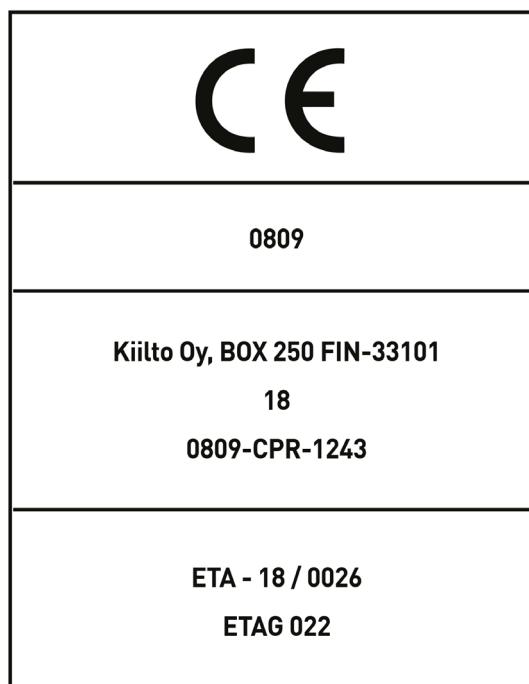 CE
0809
Kiilto Oy, BOX 250 FIN-33101
18
0809-CPR-1243
ETA - 18 / 0026
ETAG 022